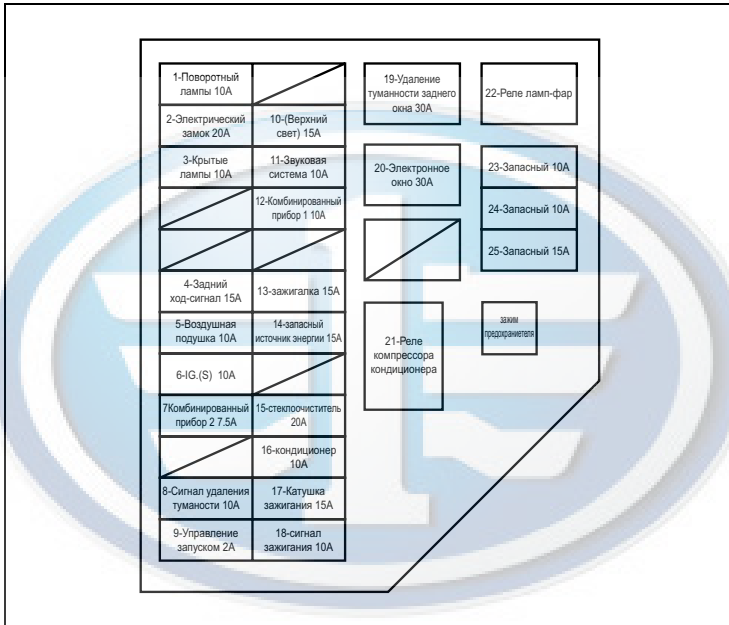 1-Поворотный
лампы 10А
2-Электрический
замок 20А
10-(Верхний
свет) 15А
3-Крытые
лампы 10А
11-Звуковая
система 10А
12-Комбинированный
прибор 1 10А
4-Задний
ход-сигнал 15А
13-зажигалка 15А
5-Воздушная
подушка 10А
14-запасный
источник энергии 15А
6-IG.(S) 10А
7Комбинированный
прибор 2 7.5А
15-стеклоочиститель
20А
16-кондиционер
10А
8-Сигнал удаления
туманости 10А
17-Катушка
зажигания 15А
9-Управление
запуском 2А
18-сигнал
зажигания 10А
19-Удаление
туманности заднего
окна 30А
20-Электронное
окно 30А
21-Реле
компрессора
кондиционера
22-Реле ламп-фар
23-Запасный 10А
24-Запасный 10А
25-Запасный 15А
зажим
предохраниетеля